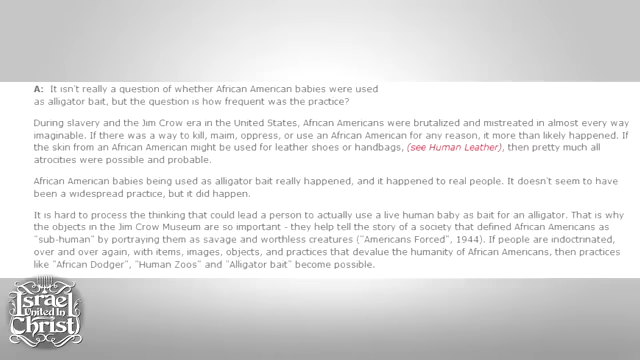 A: It isn't really a question of whether African American babies were used
as alligator bait, but the question is how frequent was the practice?
During slavery and the Jim Crow era in the United States, African Americans were brutalized and mistreated in almost every way
imaginable. If there was a way to kill, maim, oppress, or use an African American for any reason, it more than likely happened. If
the skin from an African American might be used for leather shoes or handbags, (see Human Leather), then pretty much all
atrocities were possible and probable.
African American babies being used as alligator bait really happened, and it happened to real people. It doesn't seem to have
been a widespread practice, but it did happen.
It is hard to process the thinking that could lead a person to actually use a live human baby as bait for an alligator. That is why
the objects in the Jim Crow Museum are so important - they help tell the story of a society that defined African Americans as
"sub-human" by portraying them as savage and worthless creatures ("Americans Forced", 1944). If people are indoctrinated,
over and over again, with items, images, objects, and practices that devalue the humanity of African Americans, then practices
like "African Dodger", "Human Zoos" and "Alligator bait" become possible.
Israel
United In
Christ